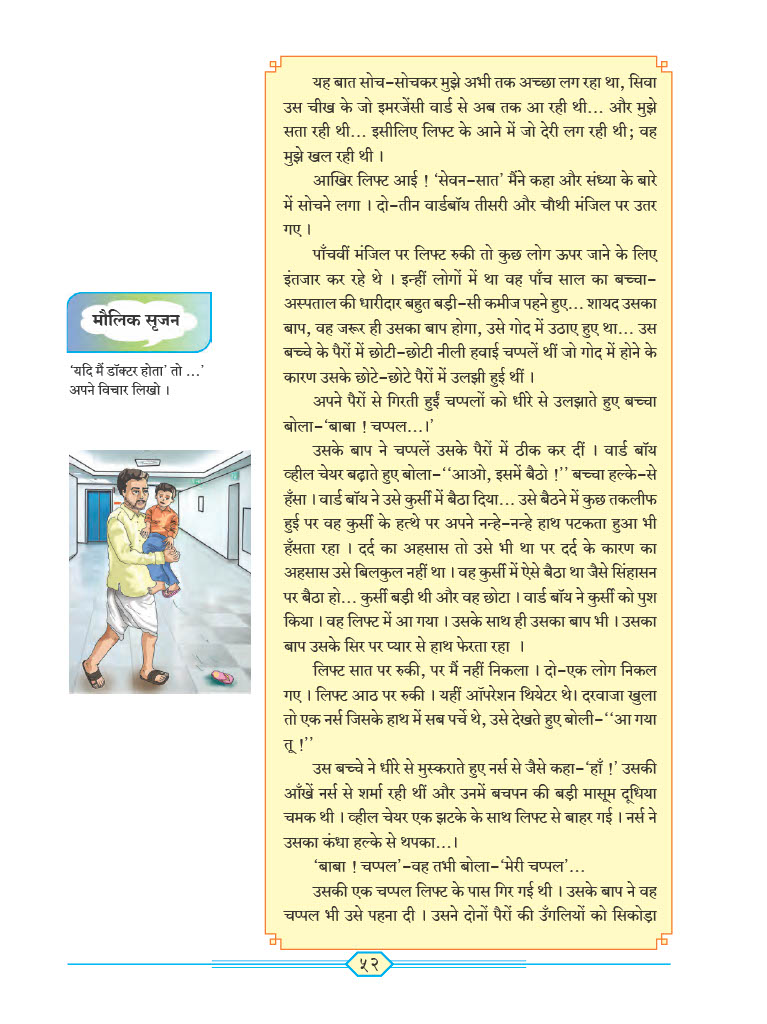 यह बात सोच-सोचकर मुझे अभी तक अच्छा लग रहा था, सिवा
उस चीख के जो इमरजेंसी वार्ड से अब तक आ रही थी... और मुझे
सता रही थी... इसीलिए लिफ्ट के आने में जो देरी लग रही थी; वह
मुझे खल रही थी ।
आखिर लिफ्ट आई ! ‘सेवन-सात’ मैंने कहा और संध्या के बारे
में सोचने लगा । दो-तीन वार्डबॉय तीसरी और चौथी मंजिल पर उतर
गए ।
पाँचवीं मंजिल पर लिफ्ट रुकी तो कुछ लोग ऊपर जाने के लिए
इंतजार कर रहे थे । इन्हीं लोगों में था वह पाँच साल का बच्चा-
अस्पताल की धारीदार बहुत बड़ी-सी कमीज पहने हुए... शायद उसका
बाप, वह जरूर ही उसका बाप होगा, उसे गोद में उठाए हुए था... उस
बच्चे के पैरों में छोटी-छोटी नीली हवाई चप्पलें थीं जो गोद में होने के
कारण उसके छोटे-छोटे पैरों में उलझी हुई थीं ।
अपने पैरों से गिरती हुईं चप्पलों को धीरे से उलझाते हुए बच्चा
बोला-‘बाबा ! चप्पल...।’
उसके बाप ने चप्पलें उसके पैरों में ठीक कर दीं । वार्ड बॉय
व्हील चेयर बढ़ाते हुए बोला-‘‘आओ, इसमें बैठो !’’ बच्चा हल्के-से
हँसा । वार्ड बॉय ने उसे कुर्सी में बैठा दिया... उसे बैठने में कुछ तकलीफ
हुई पर वह कुर्सी के हत्थे पर अपने नन्हे-नन्हे हाथ पटकता हुआ भी
हँसता रहा । दर्द का अहसास तो उसे भी था पर दर्द के कारण का
अहसास उसे बिलकुल नहीं था । वह कुर्सी में ऐसे बैठा था जैसे सिंहासन
पर बैठा हो... कुर्सी बड़ी थी और वह छोटा । वार्ड बॉय ने कुर्सी को पुश
किया । वह लिफ्ट में आ गया । उसके साथ ही उसका बाप भी । उसका
बाप उसके सिर पर प्यार से हाथ फेरता रहा ।
लिफ्ट सात पर रुकी, पर मैं नहीं निकला । दो-एक लोग निकल
गए । लिफ्ट आठ पर रुकी । यहीं ऑपरेशन थियेटर थे। दरवाजा खुला
तो एक नर्स जिसके हाथ में सब पर्चे थे, उसे देखते हुए बोली-‘‘आ गया
तू !’’
उस बच्चे ने धीरे से मुस्कराते हुए नर्स से जैसे कहा-‘हाँ !’ उसकी
आँखें नर्स से शर्मा रही थीं और उनमें बचपन की बड़ी मासूम दूधिया
चमक थी । व्हील चेयर एक झटके के साथ लिफ्ट से बाहर गई । नर्स ने
उसका कंधा हल्के से थपका...।
‘बाबा ! चप्पल’-वह तभी बोला-‘मेरी चप्पल’...
उसकी एक चप्पल लिफ्ट के पास गिर गई थी । उसके बाप ने वह
चप्पल भी उसे पहना दी । उसने दोनों पैरों की उँगलियों को सिकोड़ा
मौलिक सृजन
‘यदि मैं डॉक्टर होता’ तो ...’
अपने विचार लिखो ।
५२